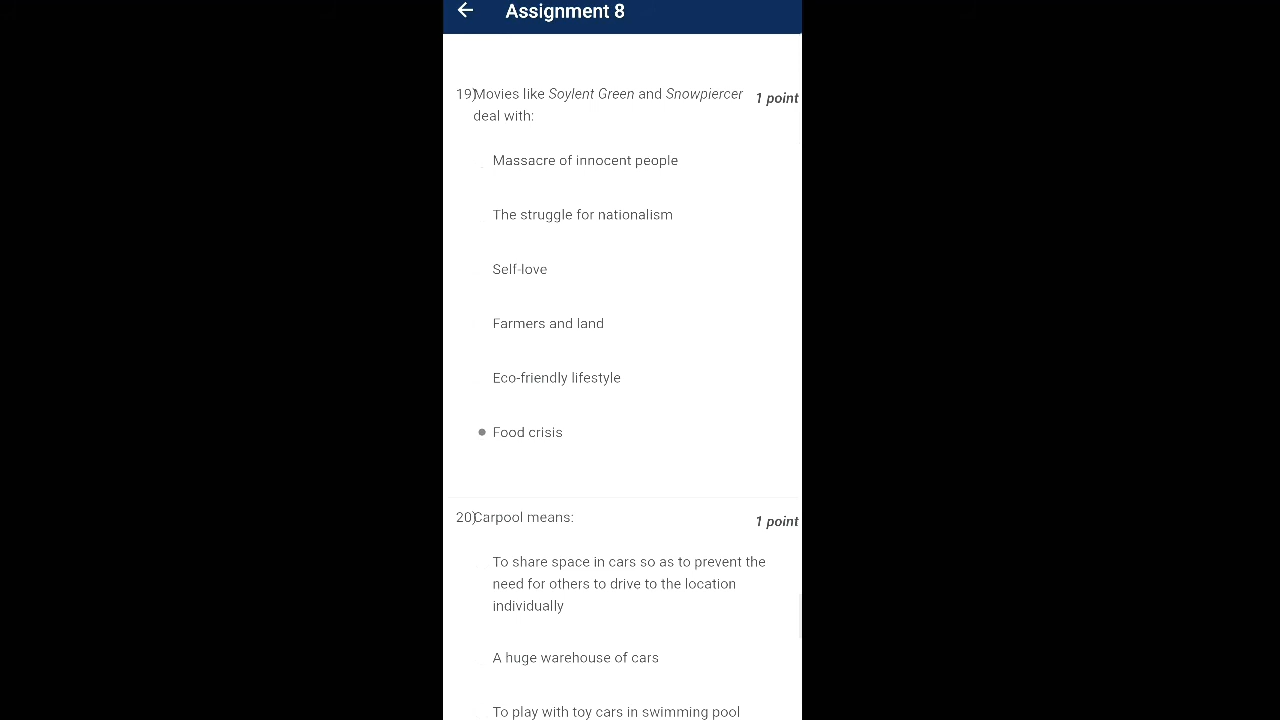 Assignment 8
19)Movies like Soylent Green and Snowpiercer 1 point
deal with:
Massacre of innocent people
The struggle for nationalism
Self-love
Farmers and land
Eco-friendly lifestyle
Food crisis
20)Carpool means: 1 point
To share space in cars so as to prevent the
need for others to drive to the location
individually
A huge warehouse of cars
To play with toy cars in swimming pool